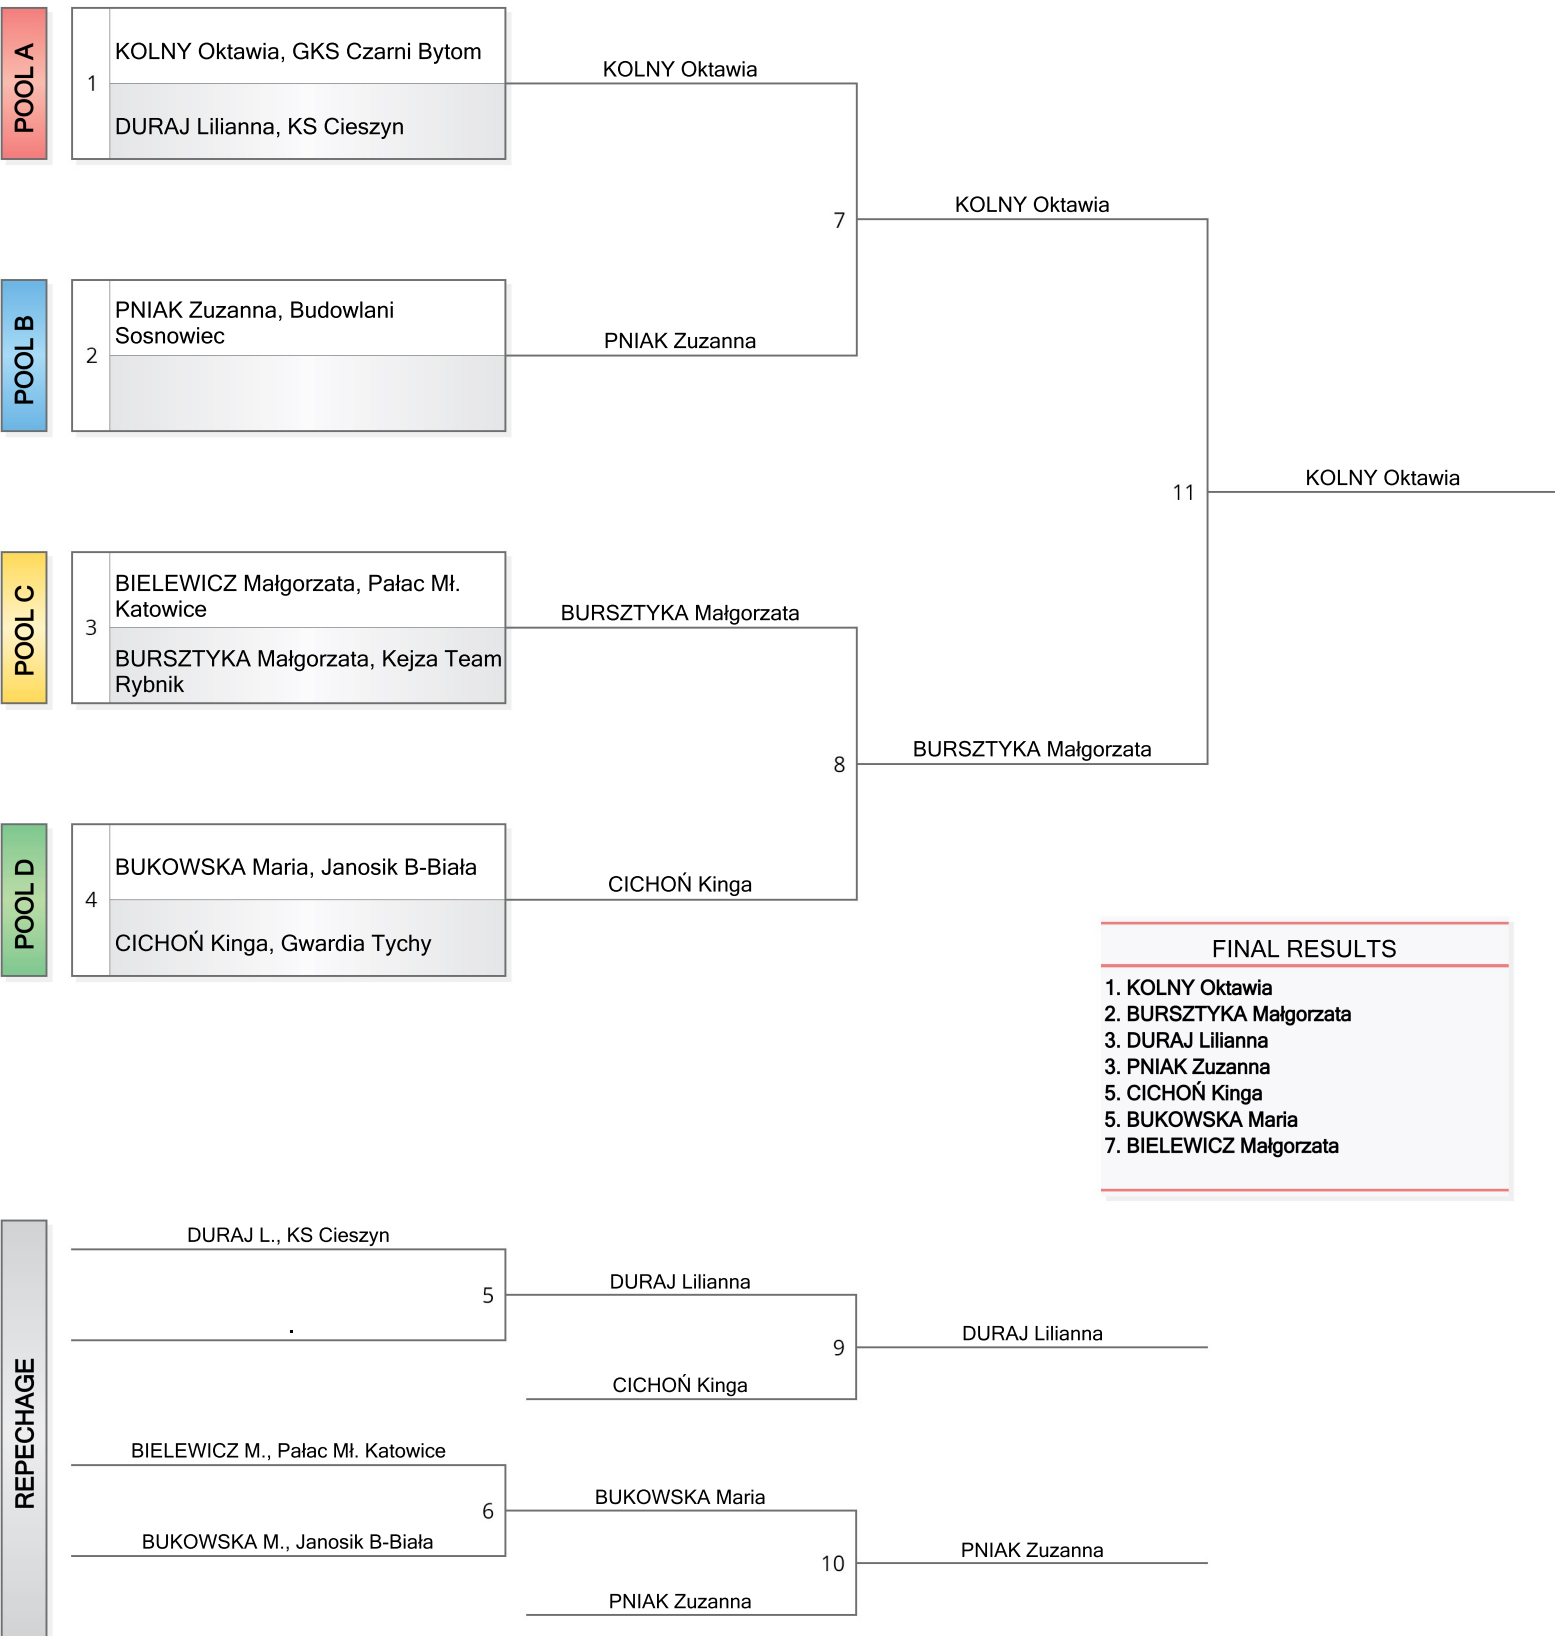 POOL A
1
KOLNY Oktawia, GKS Czarni Bytom
DURAJ Lilianna, KS Cieszyn
KOLNY Oktawia
7
KOLNY Oktawia
POOL B
2
PNIAK Zuzanna, Budowlani
Sosnowiec
PNIAK Zuzanna
11
KOLNY Oktawia
POOL C
3
BIELEWICZ Małgorzata, Pałac Mł.
Katowice
BURSZTYKA Małgorzata, Kejza Team
Rybnik
BURSZTYKA Małgorzata
8
BURSZTYKA Małgorzata
POOL D
4
BUKOWSKA Maria, Janosik B-Biała
CICHOŃ Kinga, Gwardia Tychy
CICHOŃ Kinga
FINAL RESULTS
1. KOLNY Oktawia
2. BURSZTYKA Małgorzata
3. DURAJ Lilianna
3. PNIAK Zuzanna
5. CICHOŃ Kinga
5. BUKOWSKA Maria
7. BIELEWICZ Małgorzata
REPECHAGE
DURAJ L., KS Cieszyn
5
.
DURAJ Lilianna
9
CICHOŃ Kinga
DURAJ Lilianna
BIELEWICZ M., Pałac Mł. Katowice
6
BUKOWSKA M., Janosik B-Biała
BUKOWSKA Maria
10
PNIAK Zuzanna
PNIAK Zuzanna